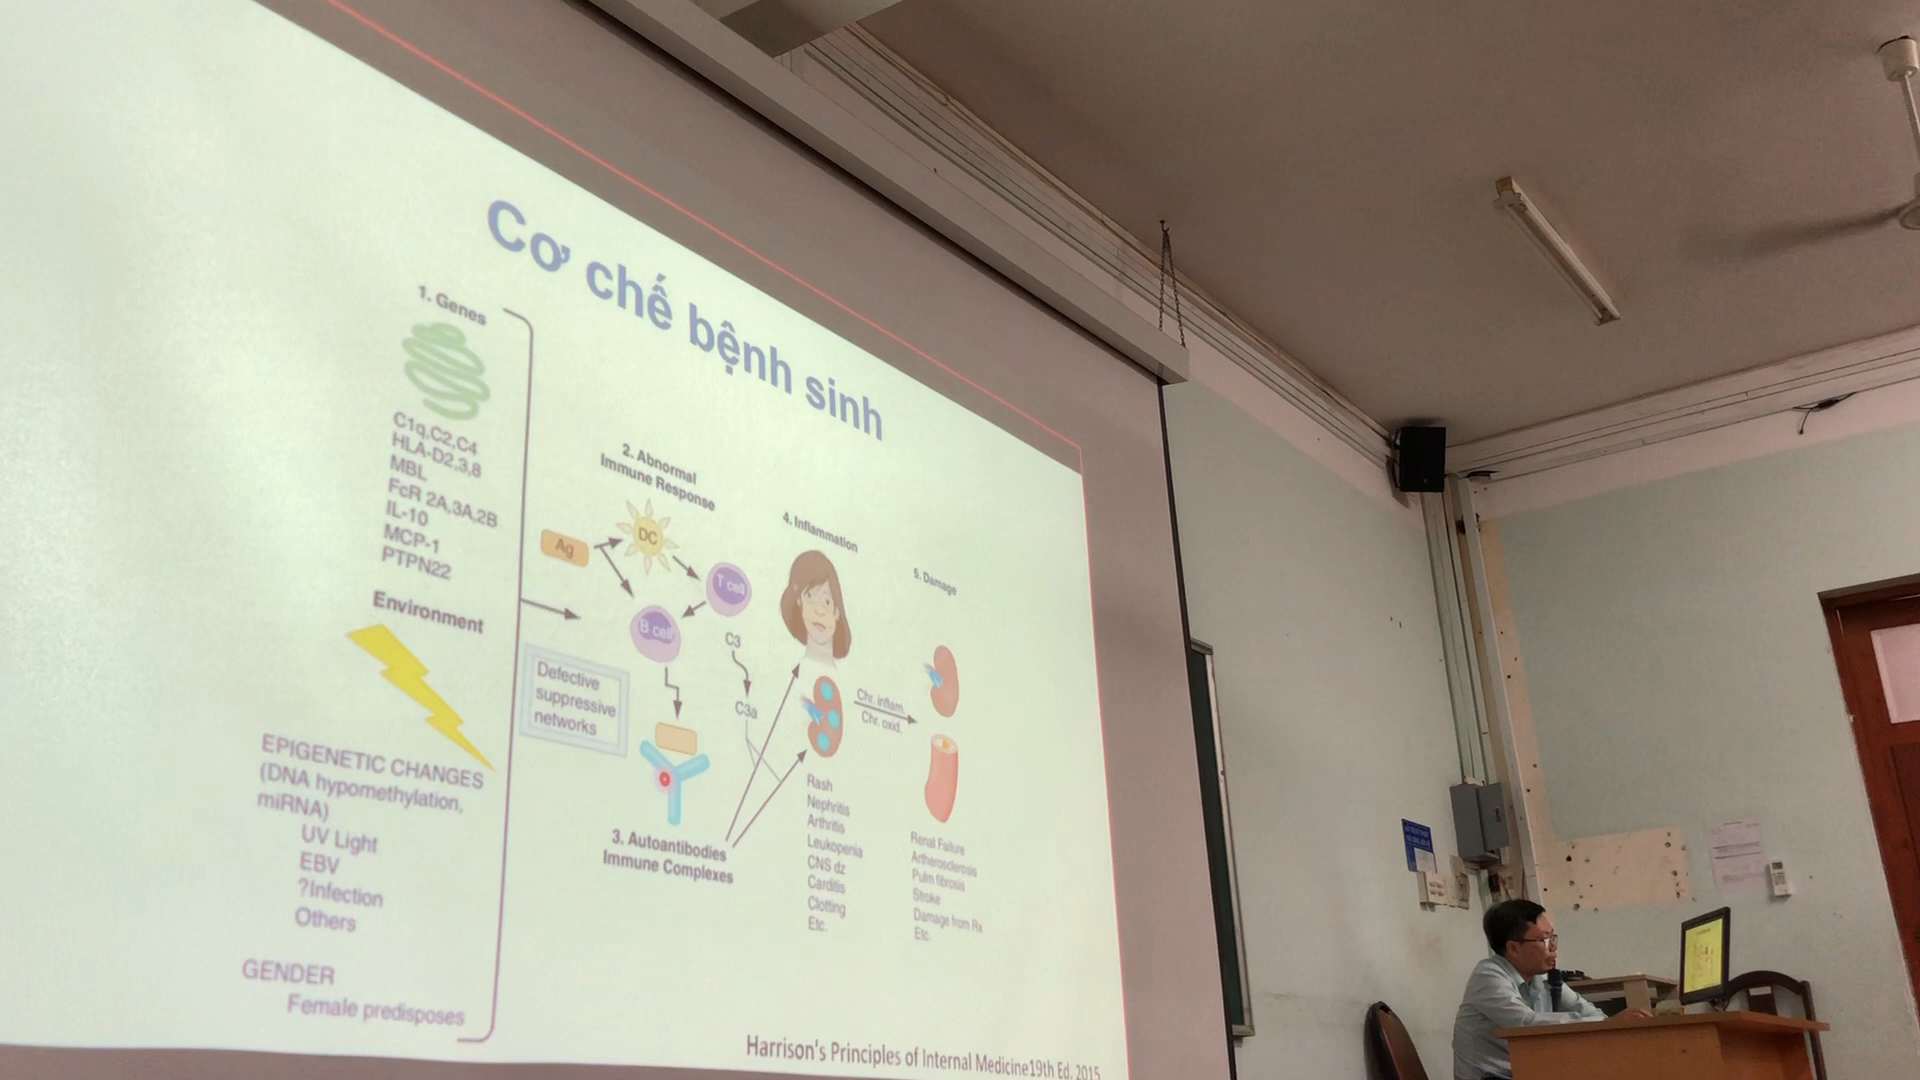 Cơ chế bệnh sinh
1. Genes
C1q,C2,C4
HLA-D2,3,8
MBL
FcR 2A,3A,2B
IL-10
MCP-1
PTPN22
Environment
EPIGENETIC CHANGES
(DNA hypomethylation,
miRNA)
UV Light
EBV
?Infection
Others
GENDER
Female predisposes
2. Abnormal
Immune Response
Ag
DC
T cell
B cell
C3
C3a
Defective
suppressive
networks
3. Autoantibodies
Immune Complexes
4. Inflammation
Rash
Nephritis
Arthritis
Leukopenia
CNS dz
Carditis
Clotting
Etc.
Chr. inflam.
Chr. oxid.
5. Damage
Renal Failure
Artherosclerosis
Pulm fibrosis
Stroke
Damage from Rx
Etc.
Harrison's Principles of Internal Medicine19th Ed. 2015